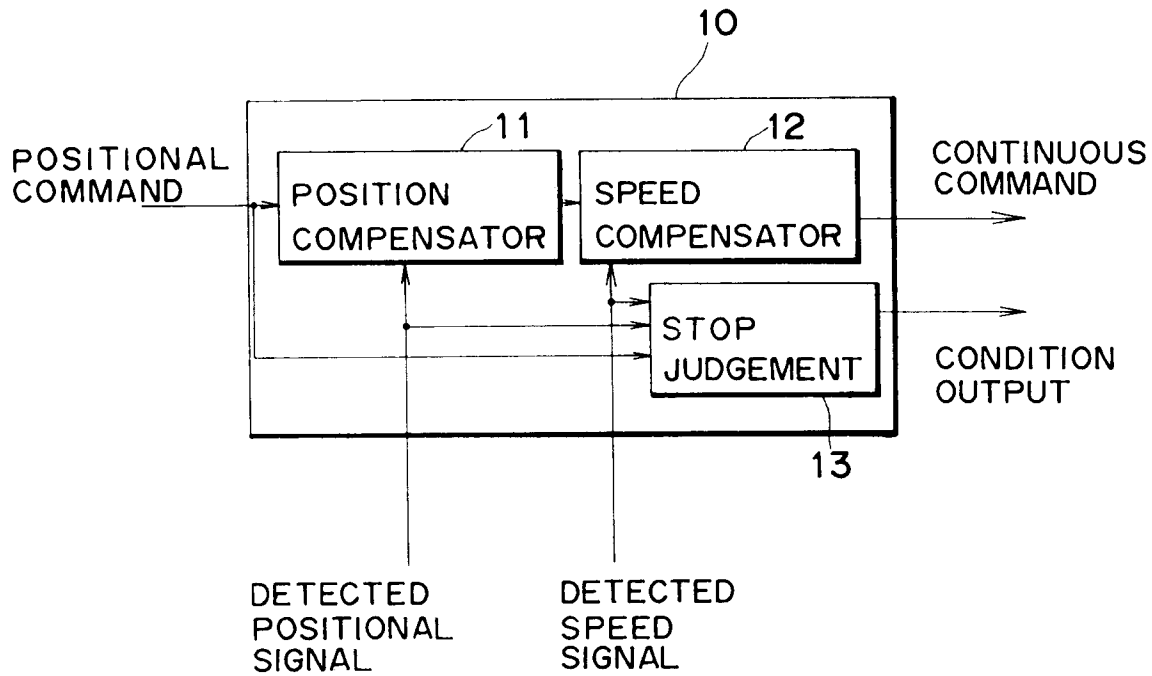 10
11
12
POSITIONAL
COMMAND
POSITION
COMPENSATOR
SPEED
COMPENSATOR
CONTINUOUS
COMMAND
STOP
JUDGEMENT
CONDITION
OUTPUT
13
DETECTED
POSITIONAL
SIGNAL
DETECTED
SPEED
SIGNAL